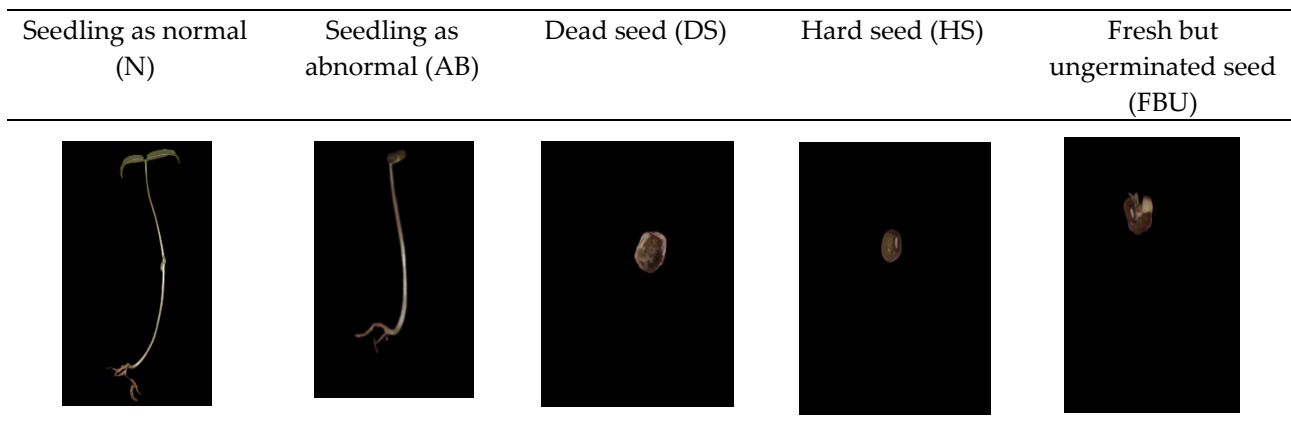 Seedling as normal
(N)
Seedling as
abnormal (AB)
Dead seed (DS)
Hard seed (HS)
Fresh but
ungerminated seed
(FBU)